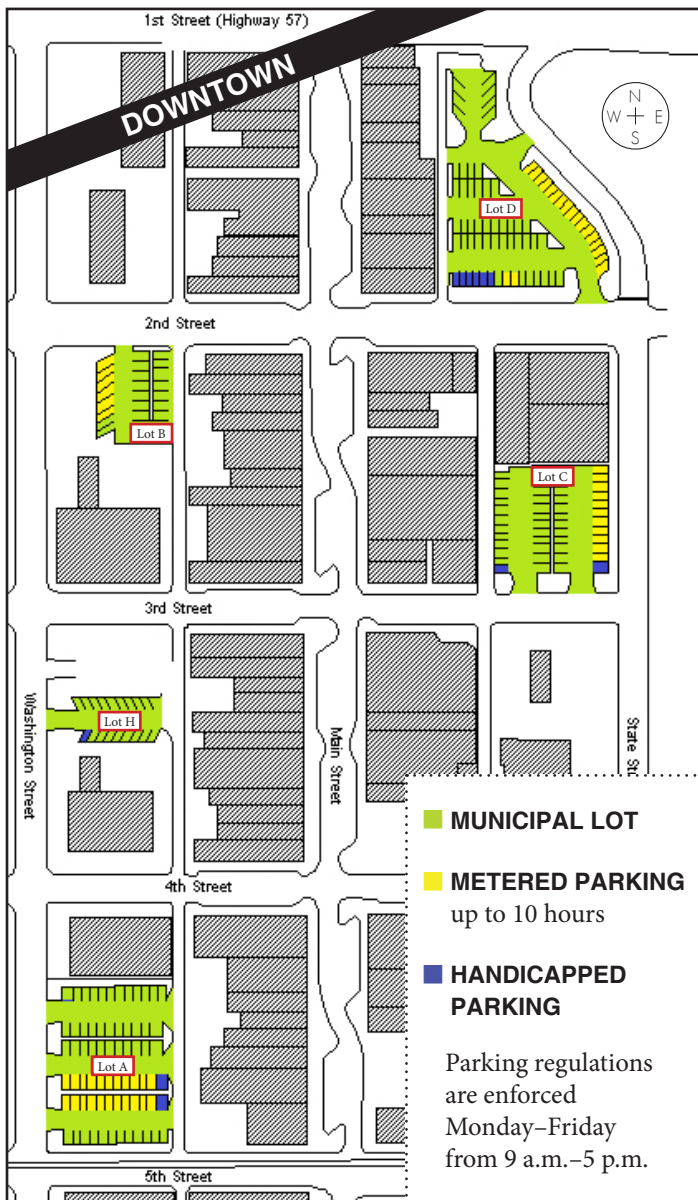 1st Street (Highway 57)
DOWNTOWN
N
W E
S
Lot D
2nd Street
Lot B
Lot C
3rd Street
Lot H
Washington Street
Main Street
State St
MUNICIPAL LOT
METERED PARKING
up to 10 hours
HANDICAPPED
PARKING
Parking regulations
are enforced
Monday–Friday
from 9 a.m.–5 p.m.
4th Street
Lot A
5th Street